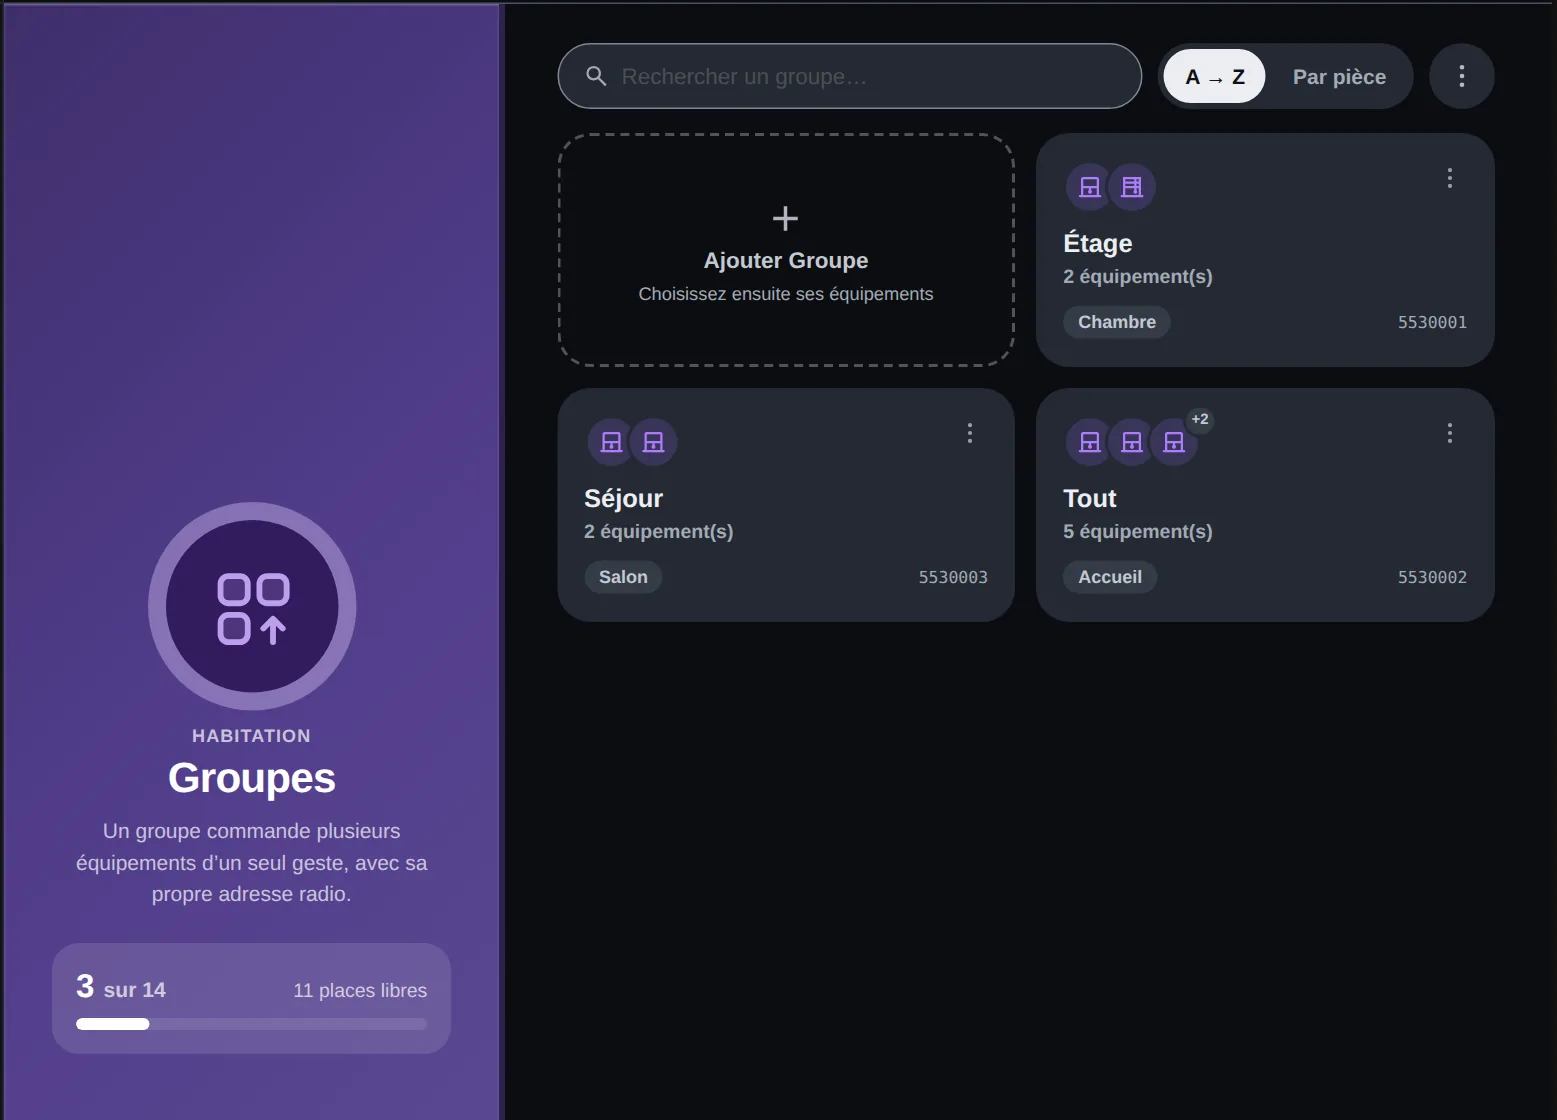 HABITATION
Groupes
Un groupe commande plusieurs
équipements d’un seul geste, avec sa
propre adresse radio.
3 sur 14
11 places libres
Rechercher un groupe…
A → Z
Par pièce
Ajouter Groupe
Choisissez ensuite ses équipements
Étage
2 équipement(s)
Chambre
5530001
Séjour
2 équipement(s)
Salon
5530003
+2
Tout
5 équipement(s)
Accueil
5530002